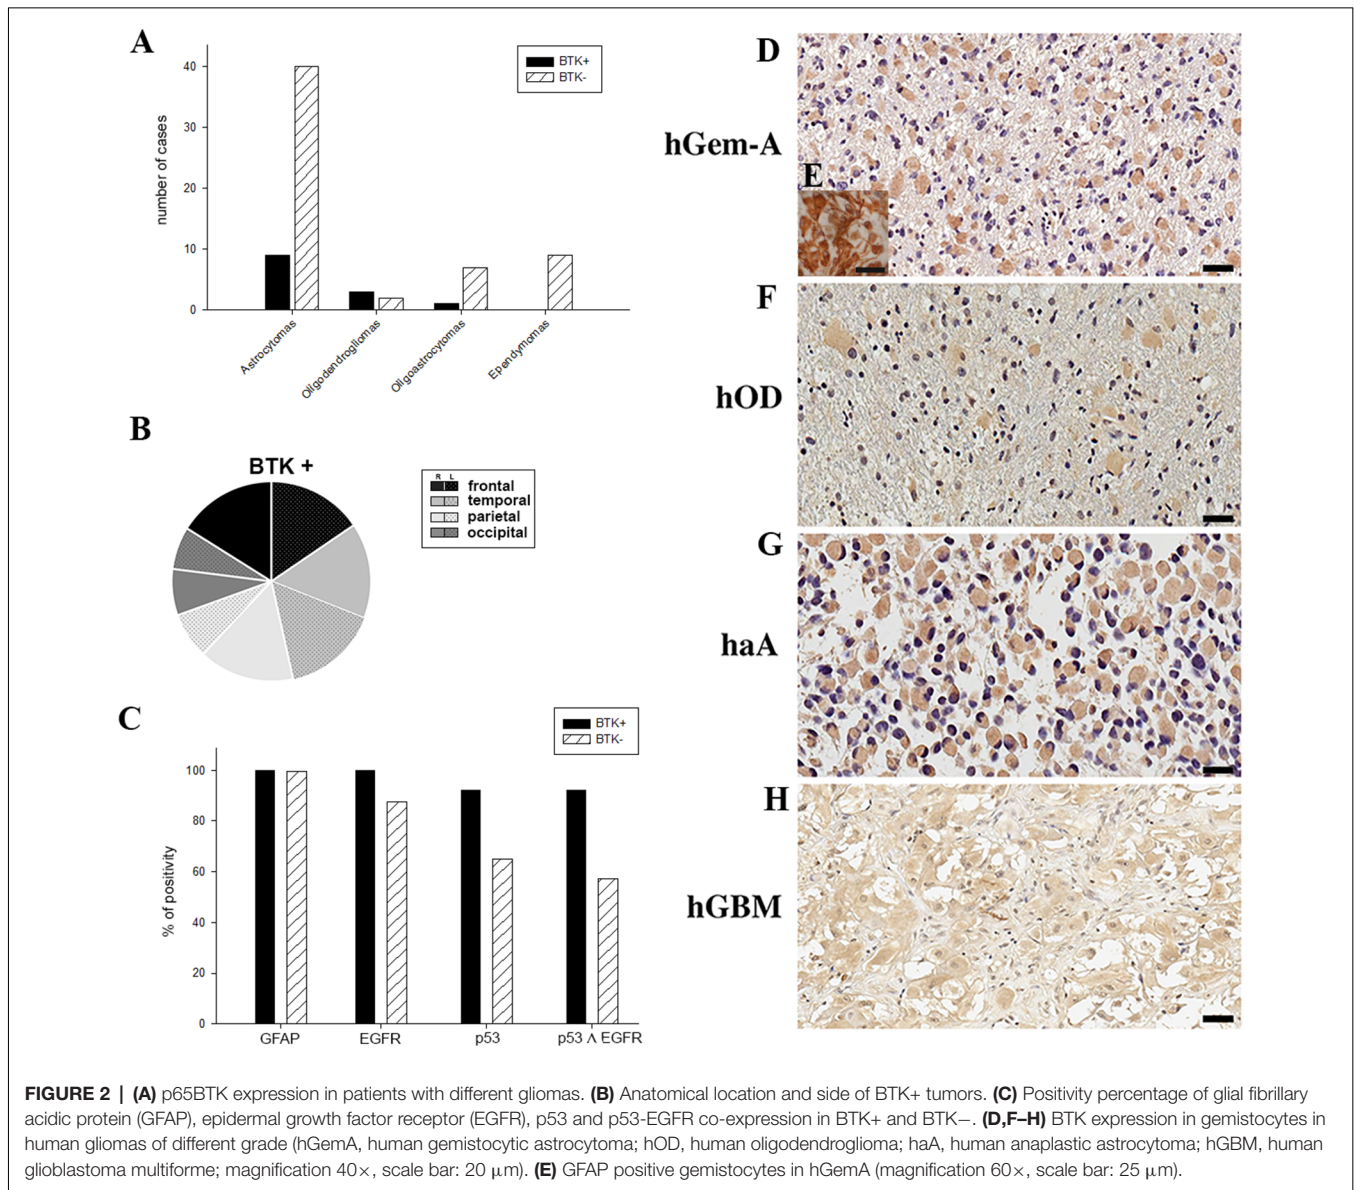 A
BTK+
BTK-
number of cases
40
30
20
10
0
Astrocytomas
Oligodendrogliomas
Oligoastrocytomas
Ependymomas
B
BTK +
R L
frontal
temporal
parietal
occipital
C
BTK+
BTK-
% of positivity
100
80
60
40
20
0
GFAP
EGFR
p53
p53 Λ EGFR
D
hGem-A
E
F
hOD
G
haA
H
hGBM
FIGURE 2 | (A) p65BTK expression in patients with different gliomas. (B) Anatomical location and side of BTK+ tumors. (C) Positivity percentage of glial fibrillary
acidic protein (GFAP), epidermal growth factor receptor (EGFR), p53 and p53-EGFR co-expression in BTK+ and BTK−. (D,F–H) BTK expression in gemistocytes in
human gliomas of different grade (hGemA, human gemistocytic astrocytoma; hOD, human oligodendroglioma; haA, human anaplastic astrocytoma; hGBM, human
glioblastoma multiforme; magnification 40×, scale bar: 20 μm). (E) GFAP positive gemistocytes in hGemA (magnification 60×, scale bar: 25 μm).